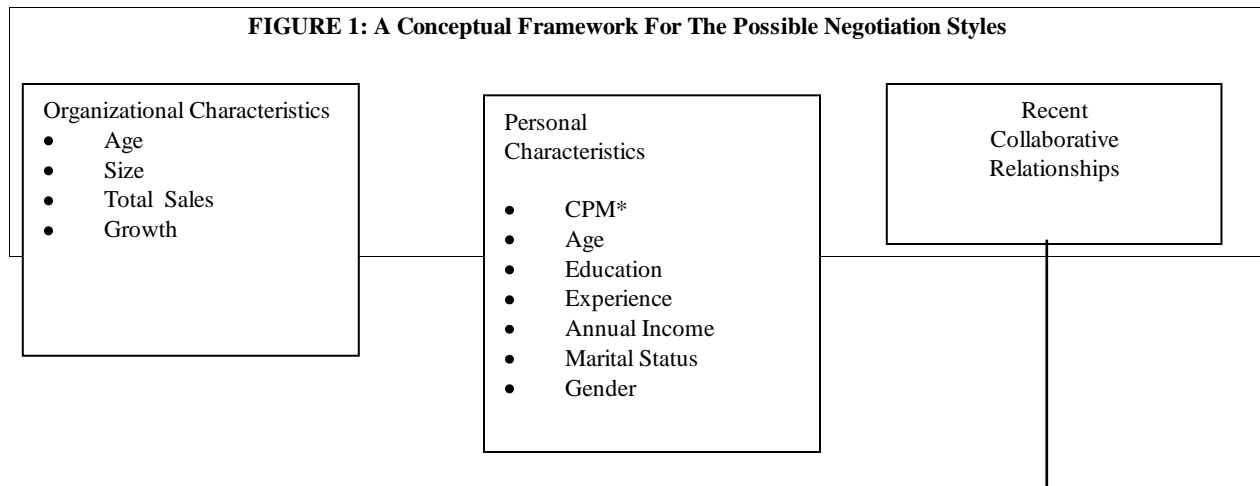 FIGURE 1: A Conceptual Framework For The Possible Negotiation Styles
Organizational Characteristics
• Age
• Size
• Total Sales
• Growth
Personal
Characteristics
• CPM*
• Age
• Education
• Experience
• Annual Income
• Marital Status
• Gender
Recent
Collaborative
Relationships